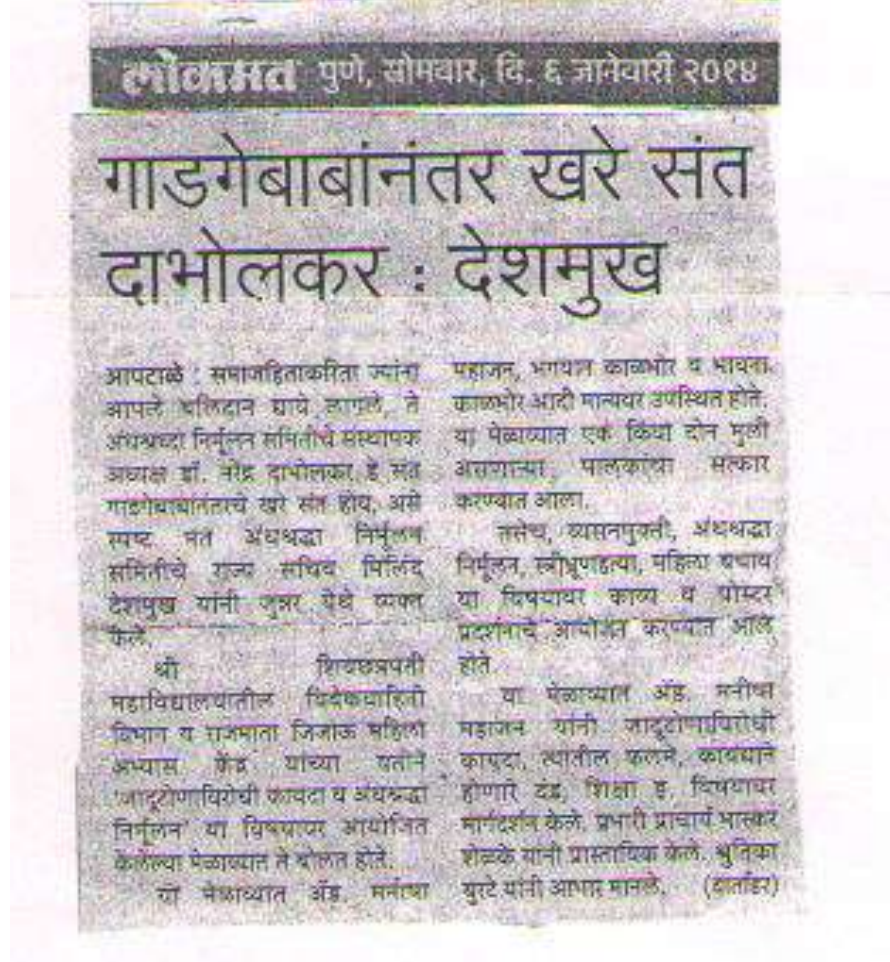 लोकमत पुणे, सोमवार, दि. ६ जानेवारी २०१४
गाडगेबाबांनंतर खरे संत
दाभोलकर : देशमुख
आपटाळे : समाजहिताकरिता ज्यांना
आपले बलिदान द्यावे लागले, ते
अंधश्रध्दा निर्मूलन समितीचे संस्थापक
अध्यक्ष डॉ. नरेंद्र दाभोलकर हे संत
गाडगेबाबांनंतरचे खरे संत होय, असे
स्पष्ट मत अंधश्रद्धा निर्मूलन
समितीचे राज्य सचिव मिलिंद
देशमुख यांनी जुन्नर येथे व्यक्त
केले.
श्री शिवछत्रपती
महाविद्यालयातील विवेकवाहिनी
विभाग व राजमाता जिजाऊ महिला
अभ्यास केंद्र यांच्या वतीने
'जादूटोणाविरोधी कायदा व अंधश्रद्धा
निर्मूलन' या विषयावर आयोजित
केलेल्या मेळाव्यात ते बोलत होते.
या मेळाव्यात अ‍ॅड. मनीषा
महाजन, भगवान काळभोर व भावना
काळभोर आदी मान्यवर उपस्थित होते.
या मेळाव्यात एक किंवा दोन मुली
असणाऱ्या पालकांचा सत्कार
करण्यात आला.
तसेच, व्यसनमुक्ती, अंधश्रद्धा
निर्मूलन, स्त्रीभ्रूणहत्या, महिला बचाव
या विषयावर काव्य व पोस्टर
प्रदर्शनाचे आयोजन करण्यात आले
होते.
या मेळाव्यात अ‍ॅड. मनीषा
महाजन यांनी जादूटोणाविरोधी
कायदा, त्यातील कलमे, कायद्याने
होणारे दंड, शिक्षा इ. विषयावर
मार्गदर्शन केले. प्रभारी प्राचार्य भास्कर
शेळके यांनी प्रास्ताविक केले. श्रुतिका
यांनी आभार मानले. (वार्ताहर)